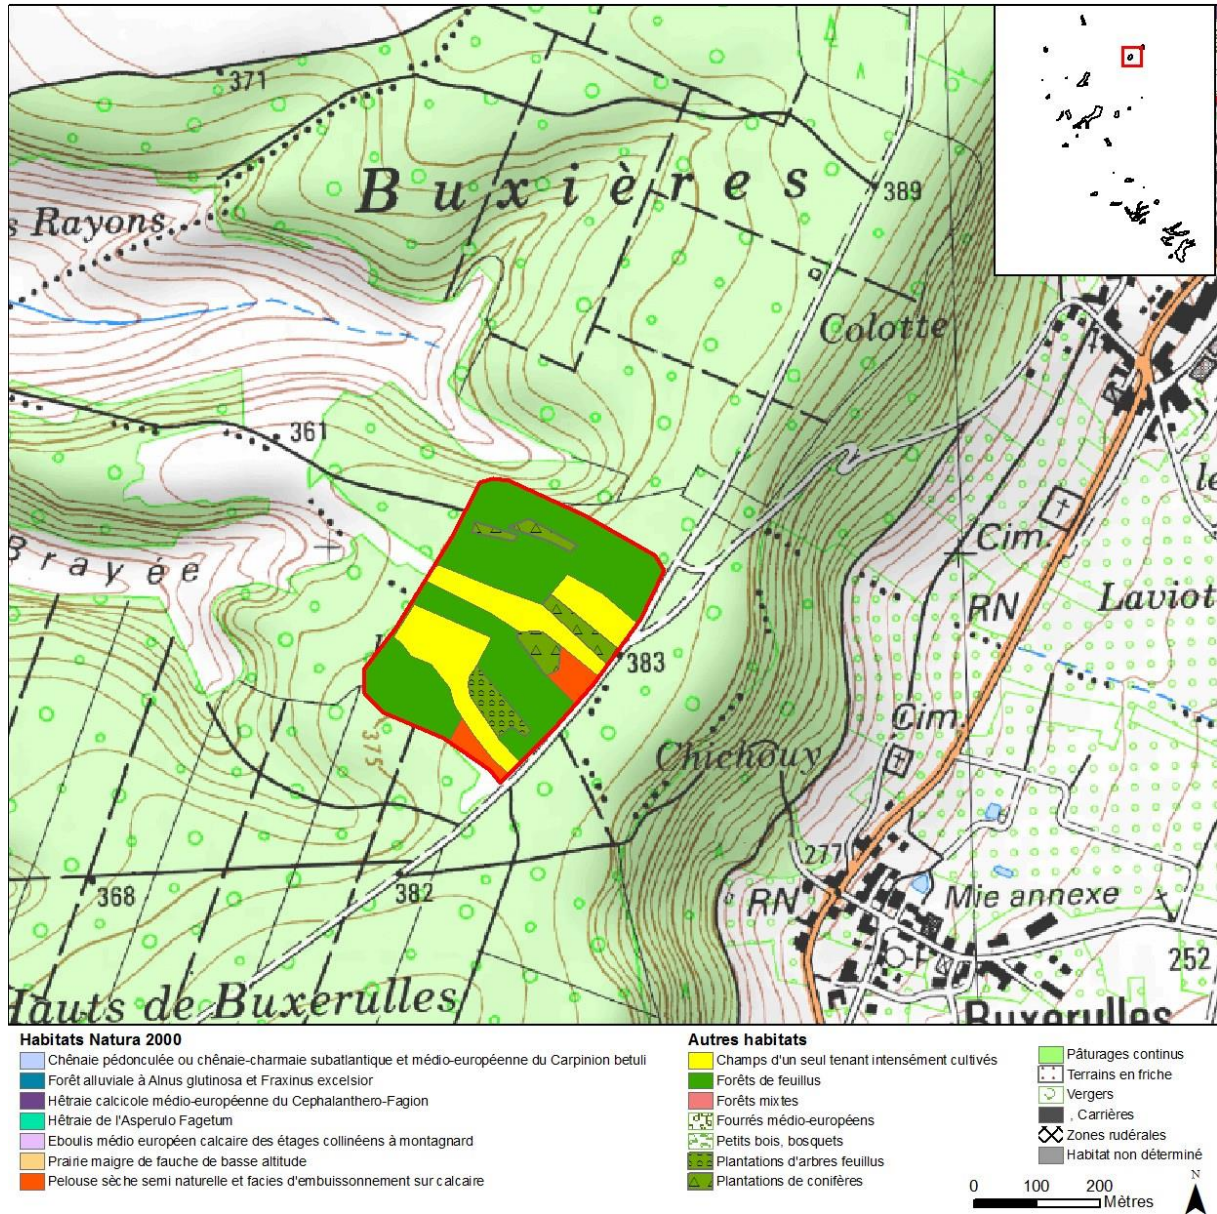 371
Buxières
389
s Rayons
Colotte
361
le
Cim.
Brayée
RN
Laviot
383
Cim.
375
Chichouy
277
368
382
RN
Mie annexe
252
Hauts de Buxerulles
Buxerulles
Habitats Natura 2000
Chênaie pédonculée ou chênaie-charmaie subatlantique et médio-européenne du Carpinion betuli
Forêt alluviale à Alnus glutinosa et Fraxinus excelsior
Hêtraie calcicole médio-européenne du Cephalanthero-Fagion
Hêtraie de l'Asperulo Fagetum
Eboulis médio européen calcaire des étages collinéens à montagnard
Prairie maigre de fauche de basse altitude
Pelouse sèche semi naturelle et facies d'embuissonnement sur calcaire
Autres habitats
Champs d'un seul tenant intensément cultivés
Forêts de feuillus
Forêts mixtes
Fourrés médio-européens
Petits bois, bosquets
Plantations d'arbres feuillus
Plantations de conifères
Pâturages continus
Terrains en friche
Vergers
, Carrières
Zones rudérales
Habitat non déterminé
N
0 100 200
Mètres